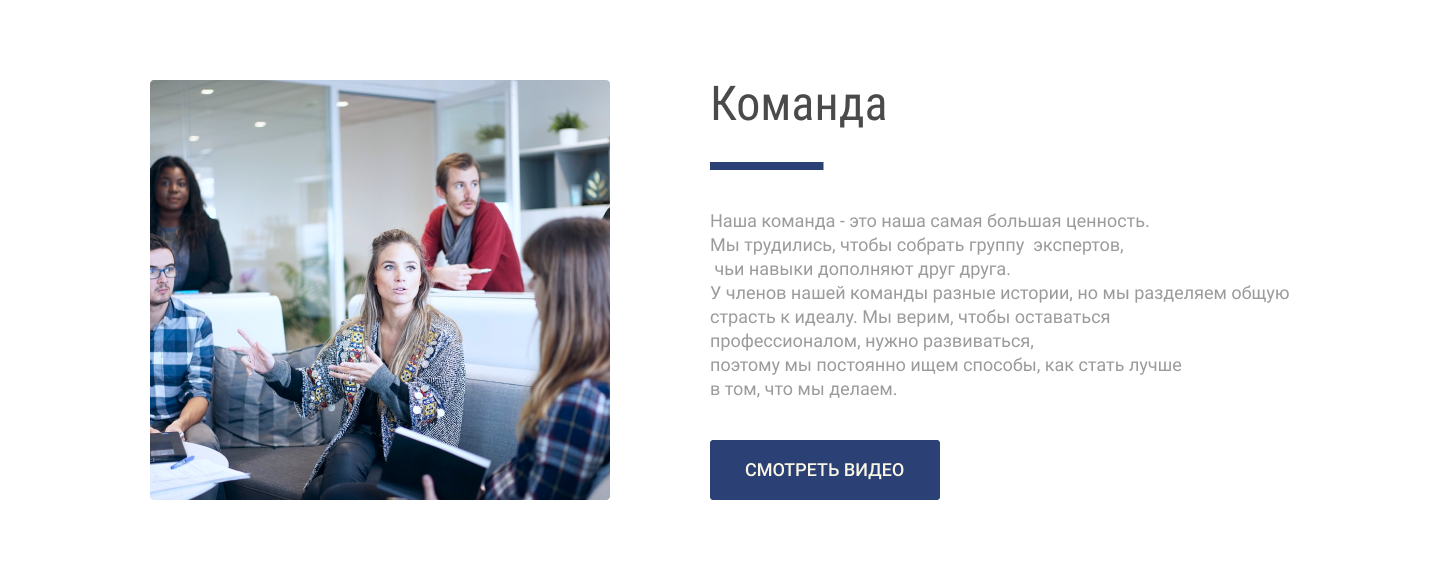 Команда
Наша команда - это наша самая большая ценность.
Мы трудились, чтобы собрать группу  экспертов,
чьи навыки дополняют друг друга.
У членов нашей команды разные истории, но мы разделяем общую
страсть к идеалу. Мы верим, чтобы оставаться
профессионалом, нужно развиваться,
поэтому мы постоянно ищем способы, как стать лучше
в том, что мы делаем.
СМОТРЕТЬ ВИДЕО